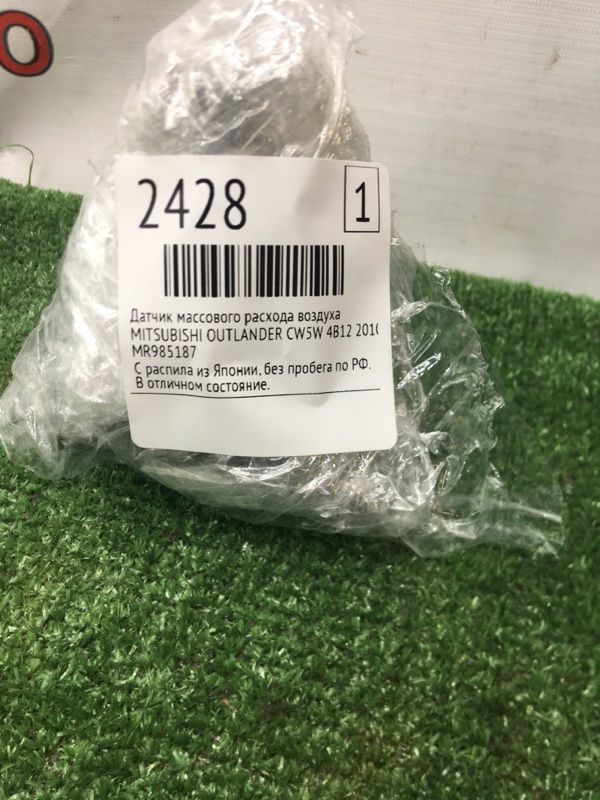 2428
1
Датчик массового расхода воздуха
MITSUBISHI OUTLANDER CW5W 4B12 2010
MR985187
С распила из Японии, без пробега по РФ.
В отличном состояние.